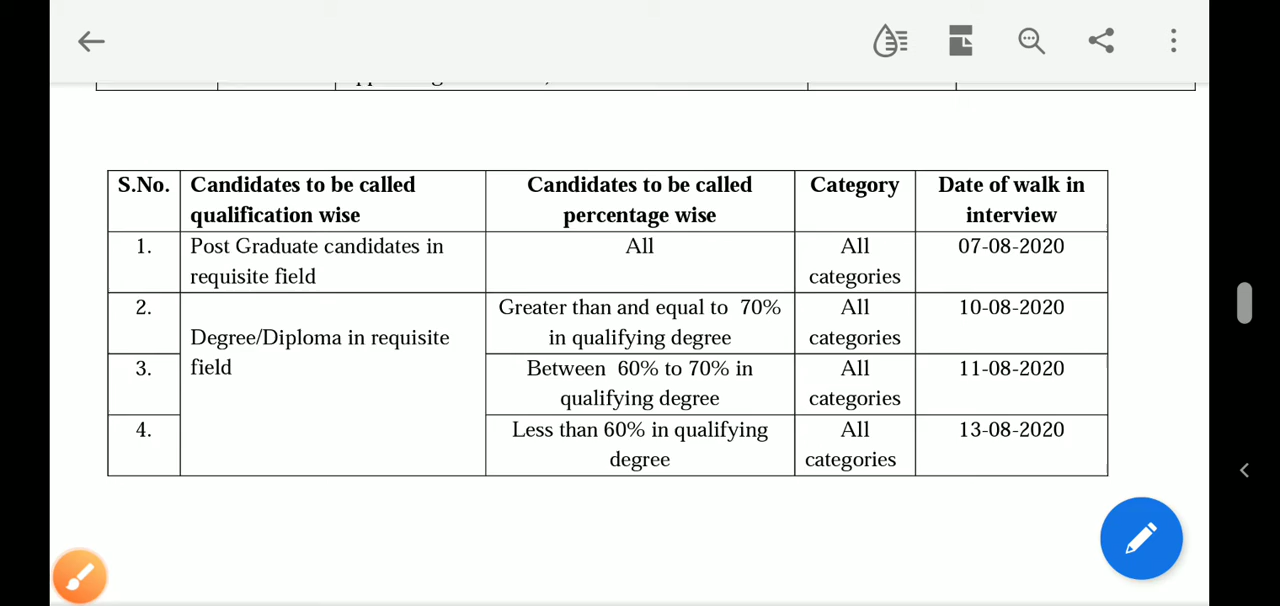 S.No. Candidates to be called qualification wise Candidates to be called percentage wise Category Date of walk in interview
1. Post Graduate candidates in requisite field All All categories 07-08-2020
2. Degree/Diploma in requisite field Greater than and equal to 70% in qualifying degree All categories 10-08-2020
3. Between 60% to 70% in qualifying degree All categories 11-08-2020
4. Less than 60% in qualifying degree All categories 13-08-2020